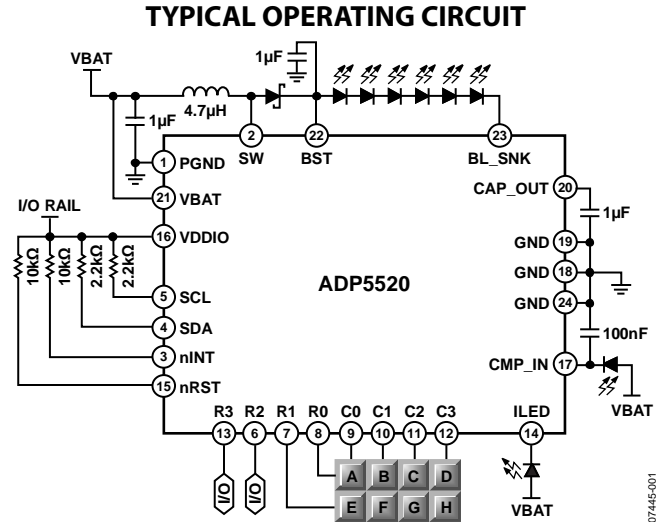 TYPICAL OPERATING CIRCUIT
VBAT
1µF
4.7µH
1µF
2
SW
22
BST
23
BL_SNK
1 PGND
21 VBAT
I/O RAIL
16 VDDIO
10kΩ
10kΩ
2.2kΩ
2.2kΩ
5 SCL
4 SDA
3 nINT
15 nRST
ADP5520
CAP_OUT 20
1µF
GND 19
GND 18
GND 24
100nF
CMP_IN 17
VBAT
R3 R2 R1 R0 C0 C1 C2 C3 ILED
13 6 7 8 9 10 11 12 14
I/O I/O
A B C D
E F G H
VBAT
07445-001